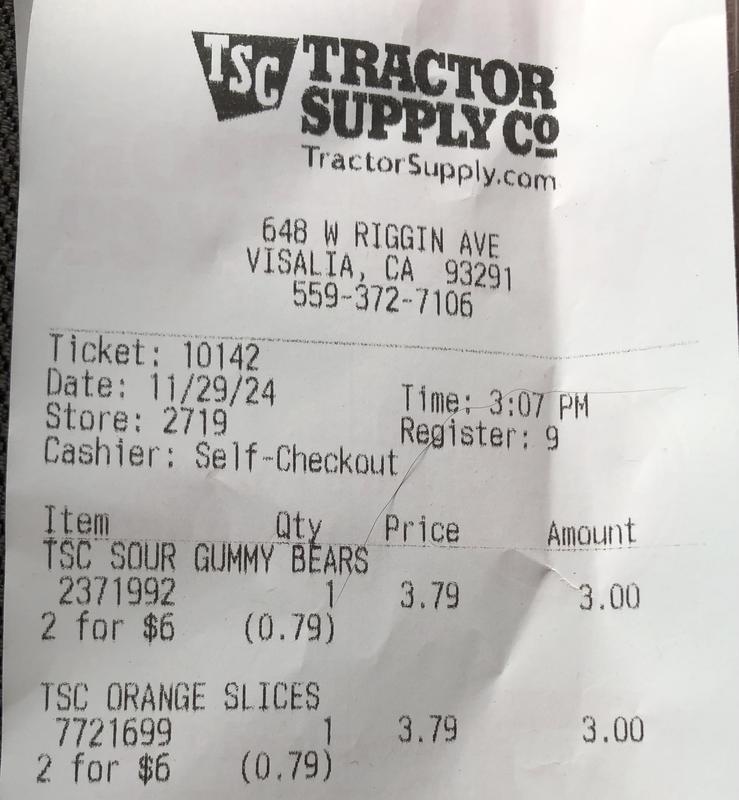 TSC TRACTOR
SUPPLY CO
TractorSupply.com
648 W RIGGIN AVE
VISALIA, CA 93291
559-372-7106
Ticket: 10142
Date: 11/29/24 Time: 3:07 PM
Store: 2719 Register: 9
Cashier: Self-Checkout
Item Qty Price Amount
TSC SOUR GUMMY BEARS
2371992 1 3.79 3.00
2 for $6 (0.79)
TSC ORANGE SLICES
7721699 1 3.79 3.00
2 for $6 (0.79)